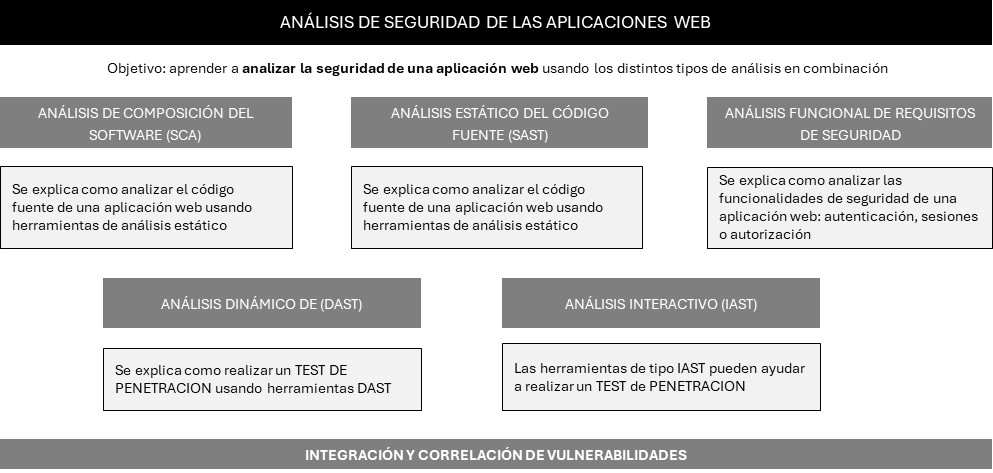 ANÁLISIS DE SEGURIDAD DE LAS APLICACIONES WEB
Objetivo: aprender a analizar la seguridad de una aplicación web usando los distintos tipos de análisis en combinación
ANÁLISIS DE COMPOSICIÓN DEL
SOFTWARE (SCA)
Se explica como analizar el código
fuente de una aplicación web usando
herramientas de análisis estático
ANÁLISIS ESTÁTICO DEL CÓDIGO
FUENTE (SAST)
Se explica como analizar el código
fuente de una aplicación web usando
herramientas de análisis estático
ANÁLISIS FUNCIONAL DE REQUISITOS
DE SEGURIDAD
Se explica como analizar las
funcionalidades de seguridad de una
aplicación web: autenticación, sesiones
o autorización
ANÁLISIS DINÁMICO DE (DAST)
Se explica como realizar un TEST DE
PENETRACION usando herramientas DAST
ANÁLISIS INTERACTIVO (IAST)
Las herramientas de tipo IAST pueden ayudar
a realizar un TEST de PENETRACION
INTEGRACIÓN Y CORRELACIÓN DE VULNERABILIDADES